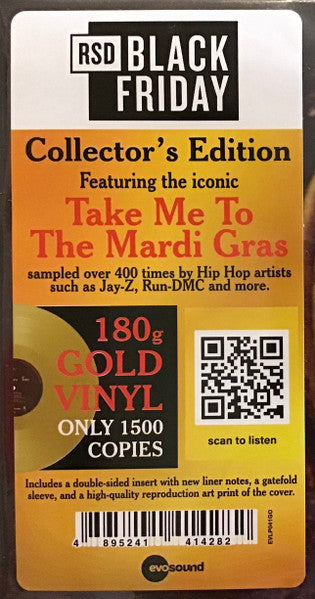 RSD BLACK
FRIDAY
Collector's Edition
Featuring the iconic
Take Me To
The Mardi Gras
sampled over 400 times by Hip Hop artists
such as Jay-Z, Run-DMC and more.
180g
GOLD
VINYL
ONLY 1500
COPIES
scan to listen
Includes a double-sided insert with new liner notes, a gatefold
sleeve, and a high-quality reproduction art print of the cover.
4 895241 414282
EVLP041GO
evosound